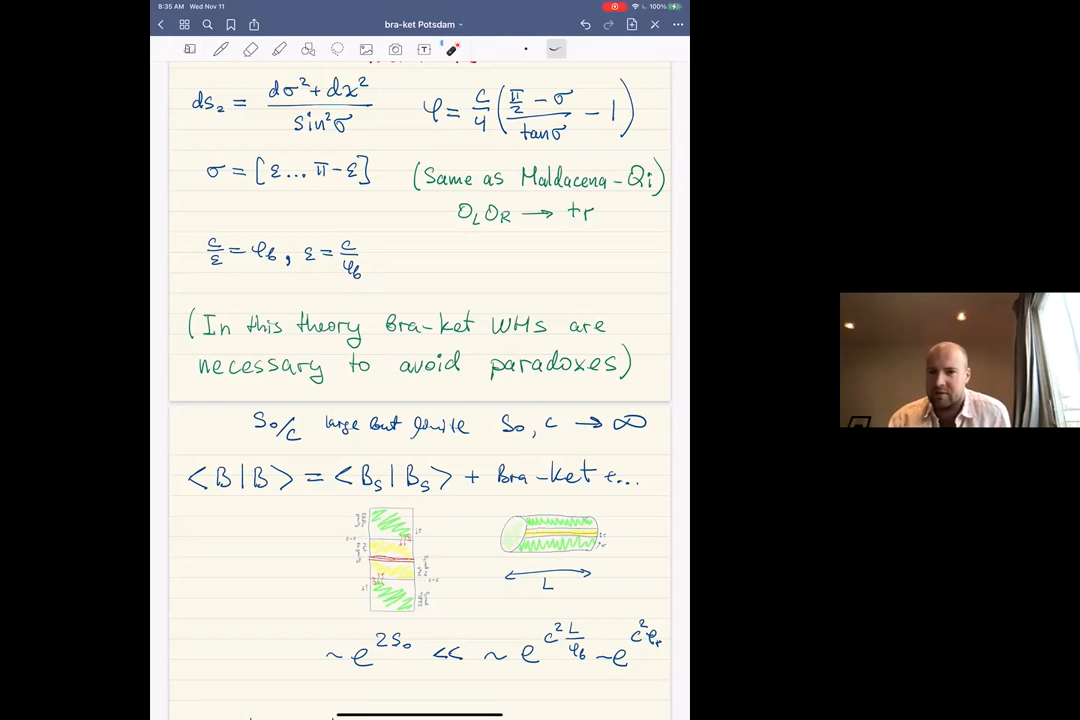 8:35 AM Wed Nov 11
100%
bra-ket Potsdam
ds₂ = (dσ² + dx²) / sin²σ
φ = c/4 ( (π/2 − σ) / tanσ − 1 )
σ = [ε... π−ε]
(Same as Maldacena-Qi)
O_L O_R → tr
c/ε = φ_b, ε = c/φ_b
(In this theory Bra-ket WHs are
necessary to avoid paradoxes)
S₀/c large but finite S₀, c → ∞
<B|B> = <B_S|B_S> + Bra-ket + ...
L
~ e^{2S₀} << ~ e^{c² L/φ_b} ~ e^{c² φ_r}